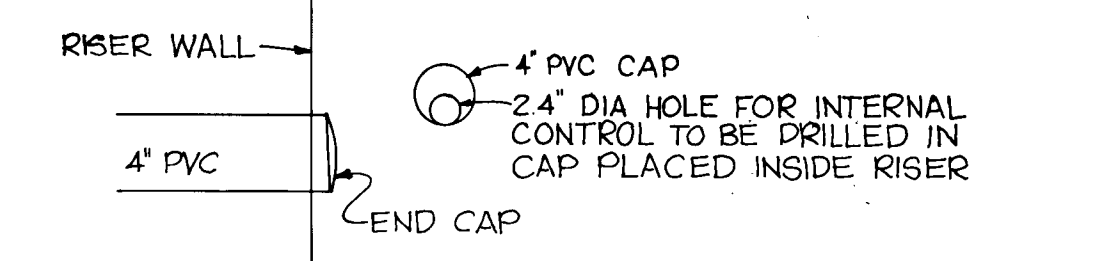 RISER WALL
4" PVC CAP
2.4" DIA HOLE FOR INTERNAL
CONTROL TO BE DRILLED IN
CAP PLACED INSIDE RISER
4" PVC
END CAP